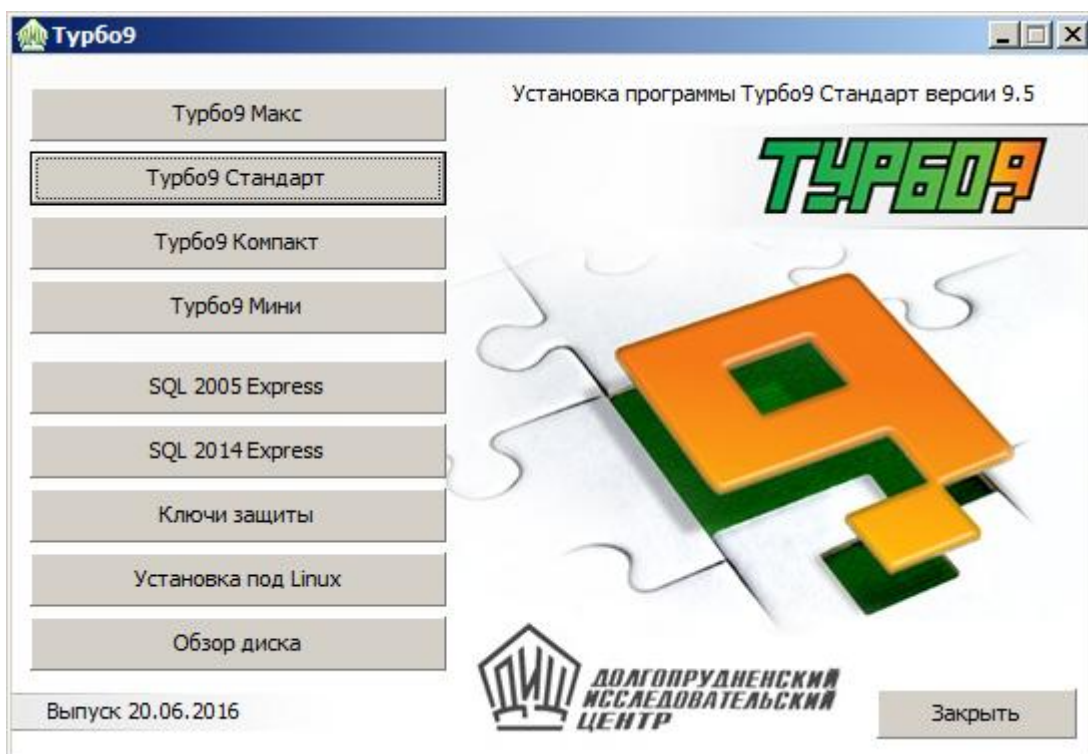 Турбо9
Турбо9 Макс
Турбо9 Стандарт
Турбо9 Компакт
Турбо9 Мини
SQL 2005 Express
SQL 2014 Express
Ключи защиты
Установка под Linux
Обзор диска
Выпуск 20.06.2016
Установка программы Турбо9 Стандарт версии 9.5
ТУРБО9
ДИЦ
ДОЛГОПРУДНЕНСКИЙ
ИССЛЕДОВАТЕЛЬСКИЙ
ЦЕНТР
Закрыть